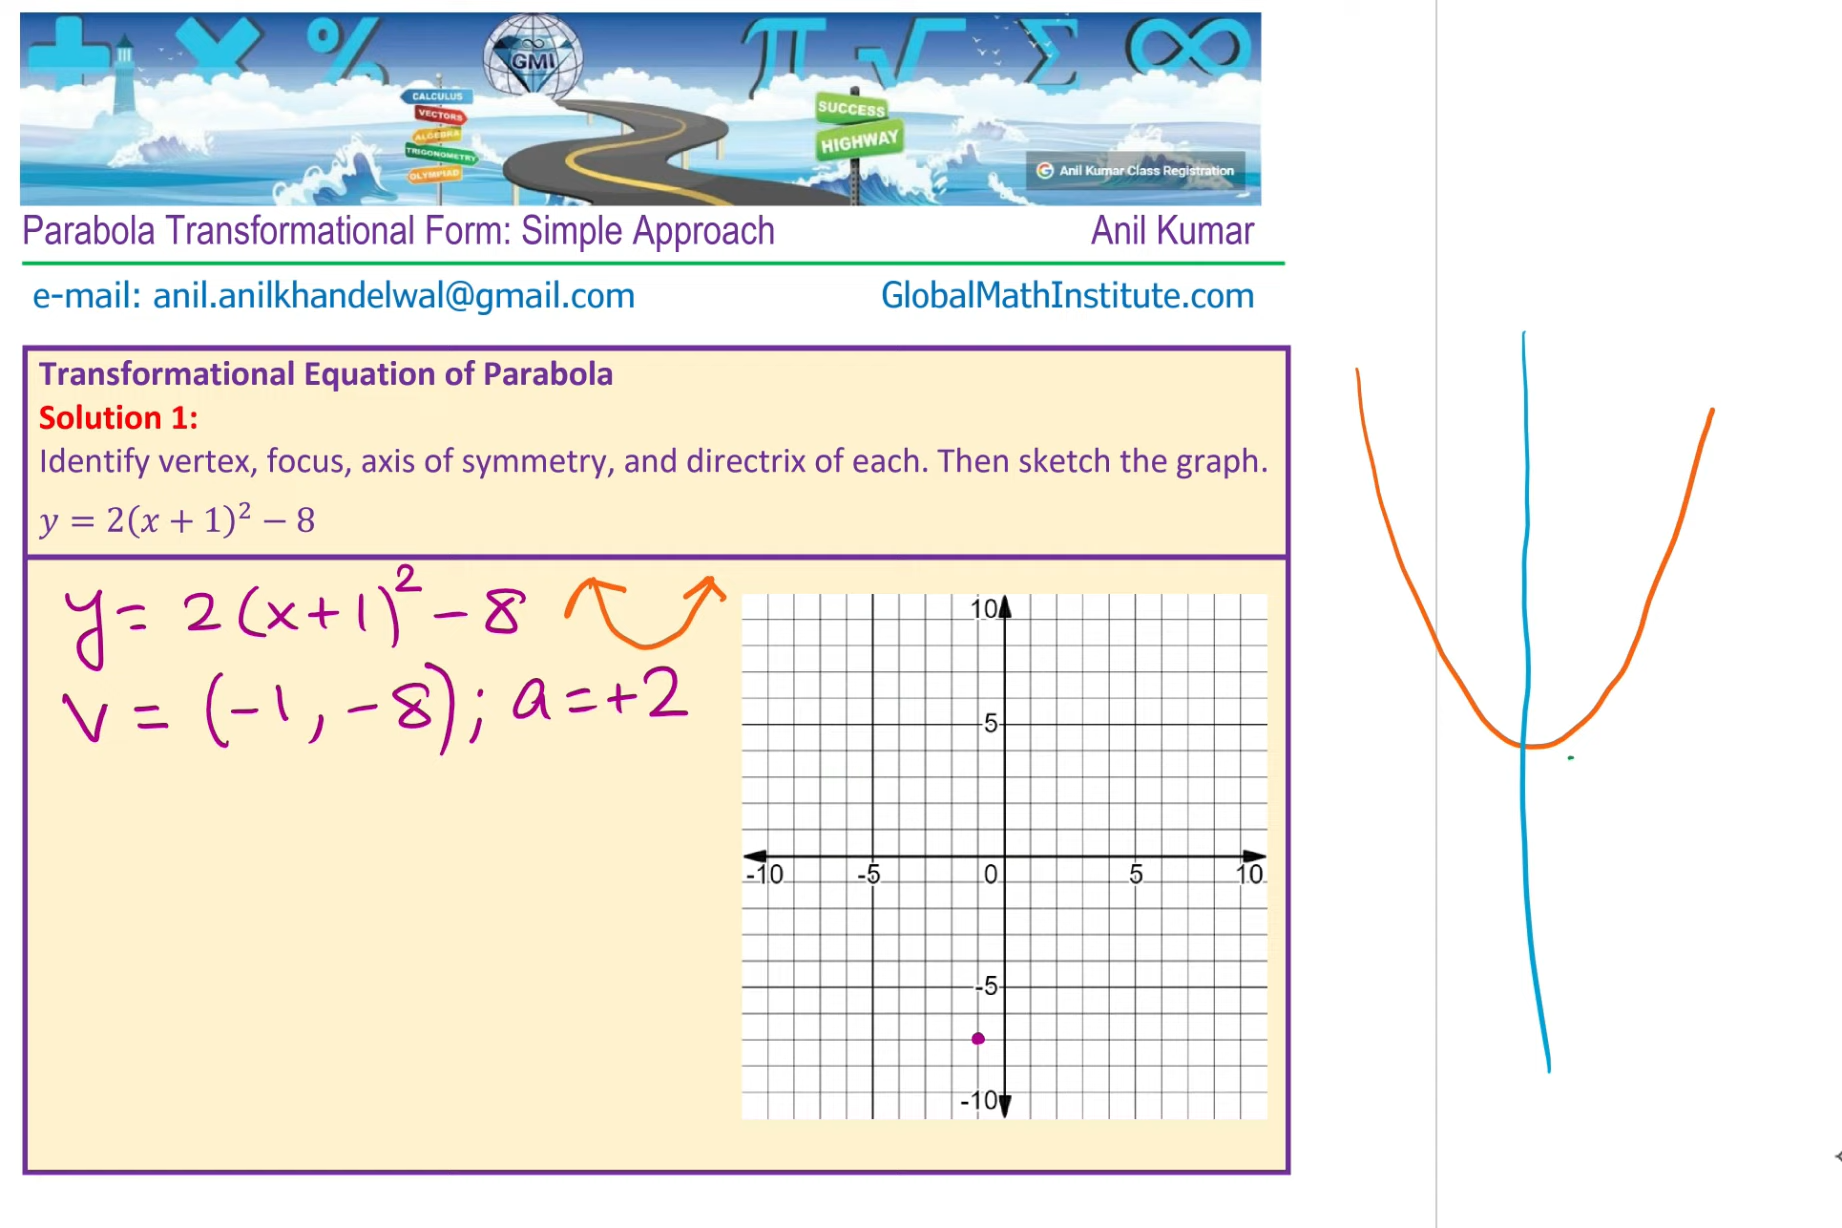 GMI
CALCULUS
VECTORS
ALGEBRA
TRIGONOMETRY
OLYMPIAD
SUCCESS
HIGHWAY
Anil Kumar Class Registration
Parabola Transformational Form: Simple Approach Anil Kumar
e-mail: anil.anilkhandelwal@gmail.com GlobalMathInstitute.com
Transformational Equation of Parabola
Solution 1:
Identify vertex, focus, axis of symmetry, and directrix of each. Then sketch the graph.
y = 2(x + 1)² − 8
y = 2(x+1)² - 8
V = (-1, -8); a = +2
10
5
-10 -5 0 5 10
-5
-10